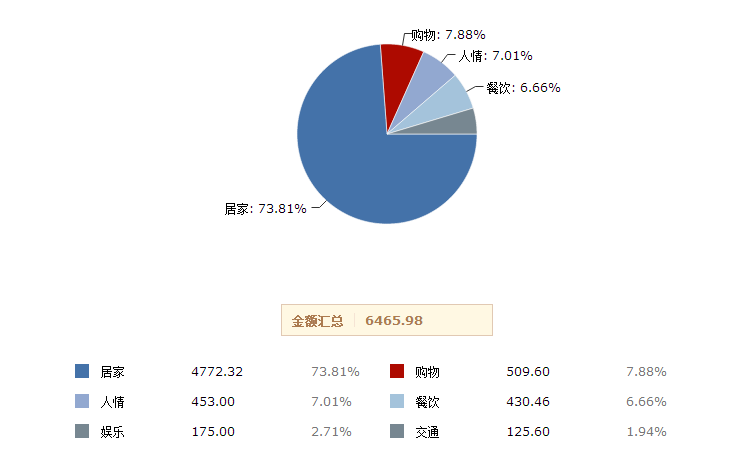 购物: 7.88%
人情: 7.01%
餐饮: 6.66%
居家: 73.81%
金额汇总 6465.98
居家 4772.32 73.81% 购物 509.60 7.88%
人情 453.00 7.01% 餐饮 430.46 6.66%
娱乐 175.00 2.71% 交通 125.60 1.94%